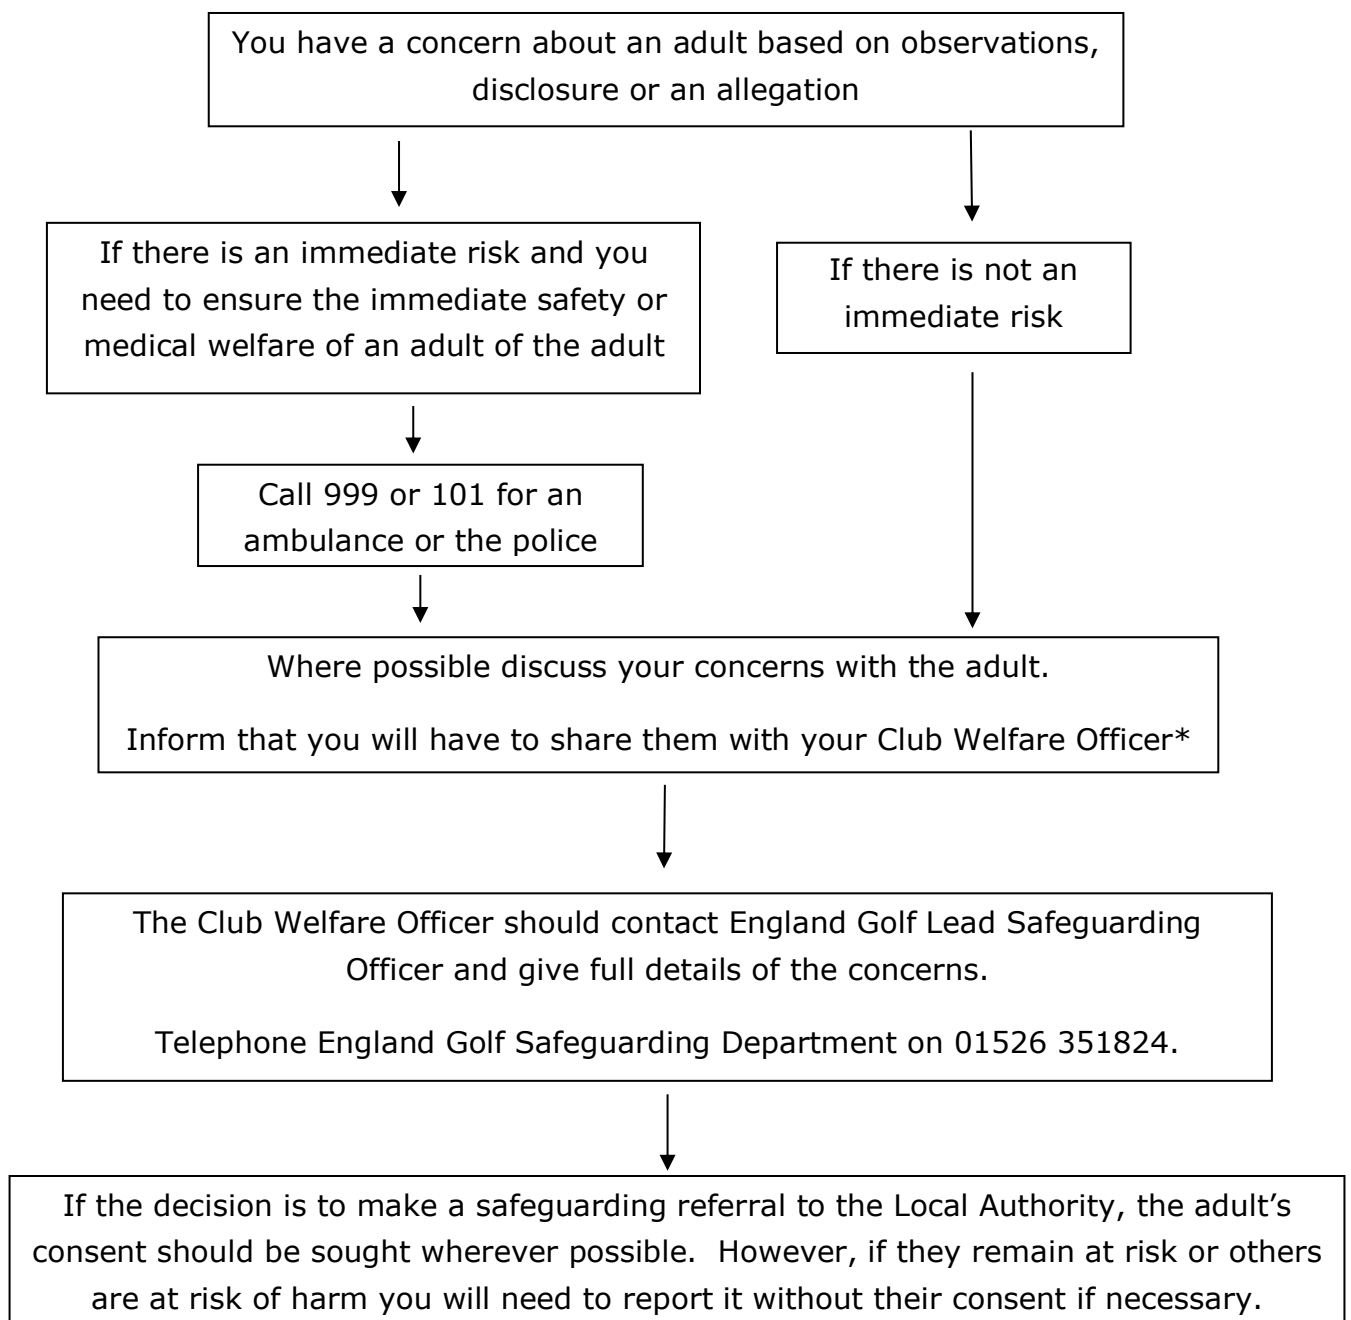 You have a concern about an adult based on observations,
disclosure or an allegation
If there is an immediate risk and you
need to ensure the immediate safety or
medical welfare of an adult of the adult
If there is not an
immediate risk
Call 999 or 101 for an
ambulance or the police
Where possible discuss your concerns with the adult.
Inform that you will have to share them with your Club Welfare Officer*
The Club Welfare Officer should contact England Golf Lead Safeguarding
Officer and give full details of the concerns.
Telephone England Golf Safeguarding Department on 01526 351824.
If the decision is to make a safeguarding referral to the Local Authority, the adult’s
consent should be sought wherever possible.  However, if they remain at risk or others
are at risk of harm you will need to report it without their consent if necessary.